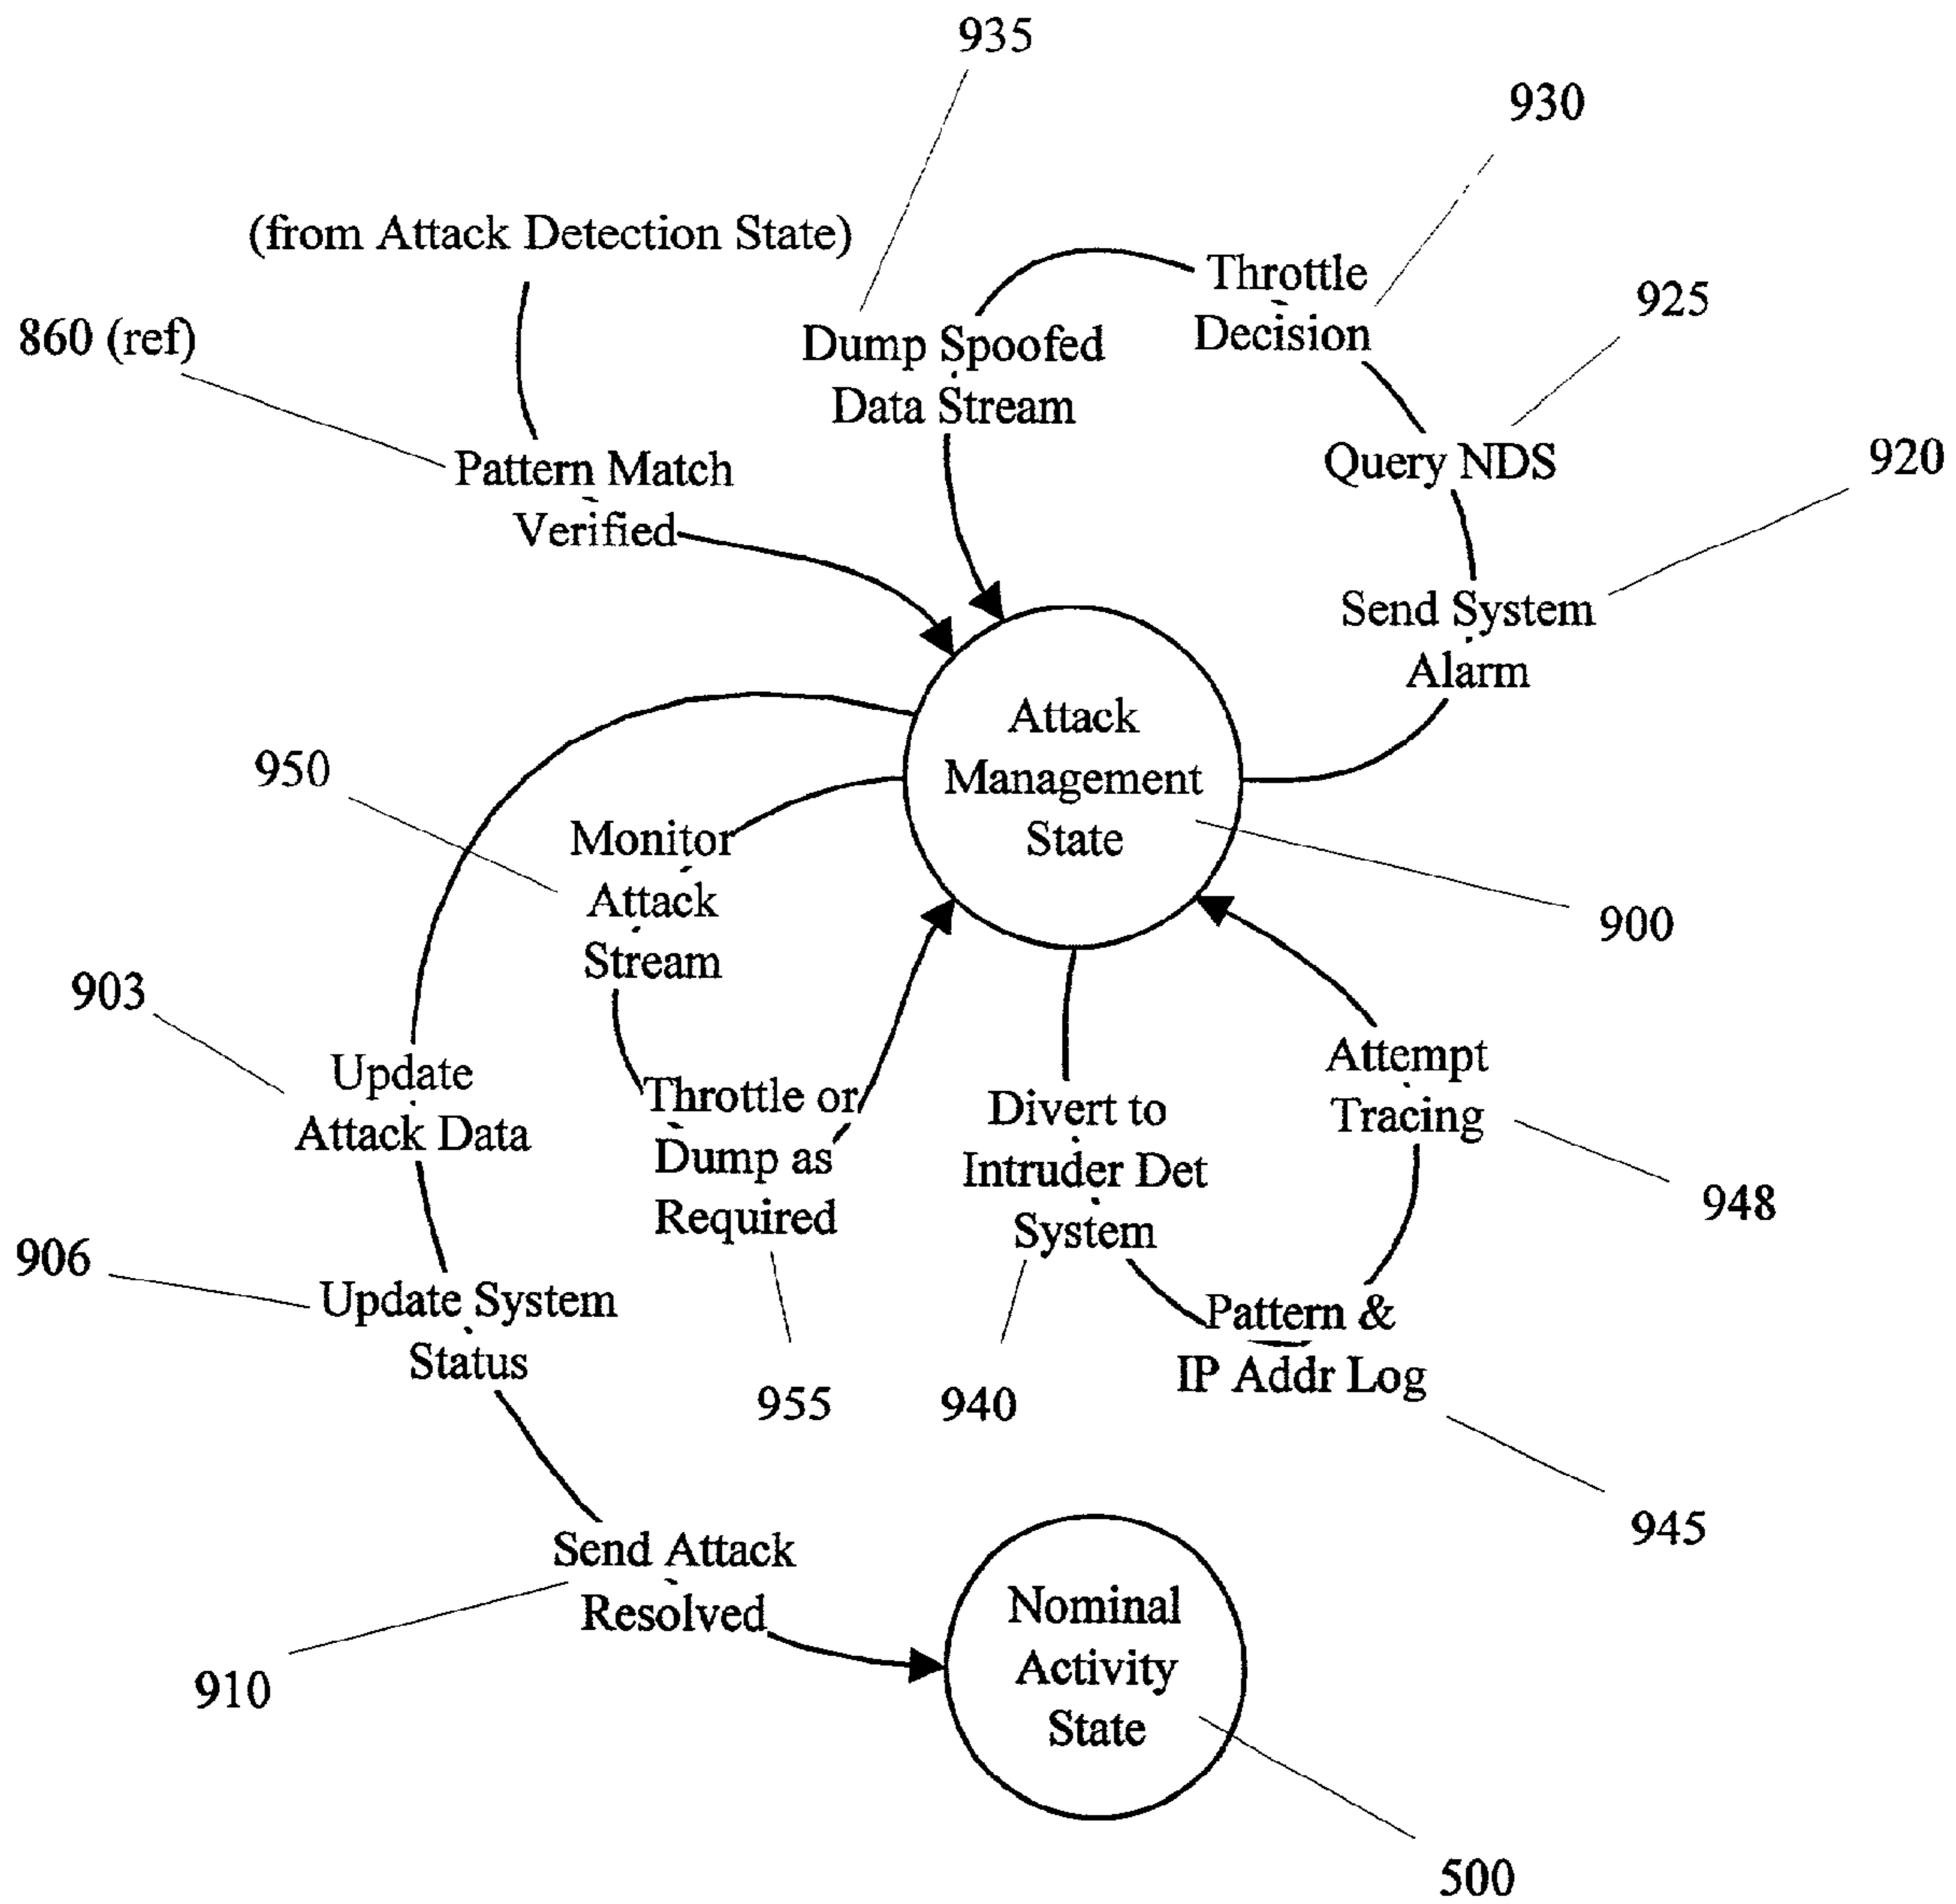 935
930
(from Attack Detection State)
Throttle
Decision
925
860 (ref)
Dump Spoofed
Data Stream
Query NDS
920
Pattern Match
Verified
Send System
Alarm
Attack
Management
State
950
Monitor
Attack
Stream
900
903
Update
Attack Data
Throttle or
Dump as
Required
Divert to
Intruder Det
System
Attempt
Tracing
948
906
Update System
Status
Pattern &
IP Addr Log
955
940
945
Send Attack
Resolved
910
Nominal
Activity
State
500